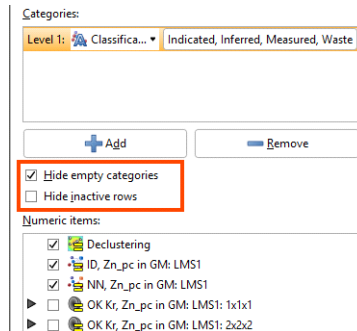 Categories:
Level 1: Classifica... Indicated, Inferred, Measured, Waste
Add Remove
Hide empty categories
Hide inactive rows
Numeric items:
Declustering
ID, Zn_pc in GM: LMS1
NN, Zn_pc in GM: LMS1
OK Kr, Zn_pc in GM: LMS1: 1x1x1
OK Kr, Zn_pc in GM: LMS1: 2x2x2